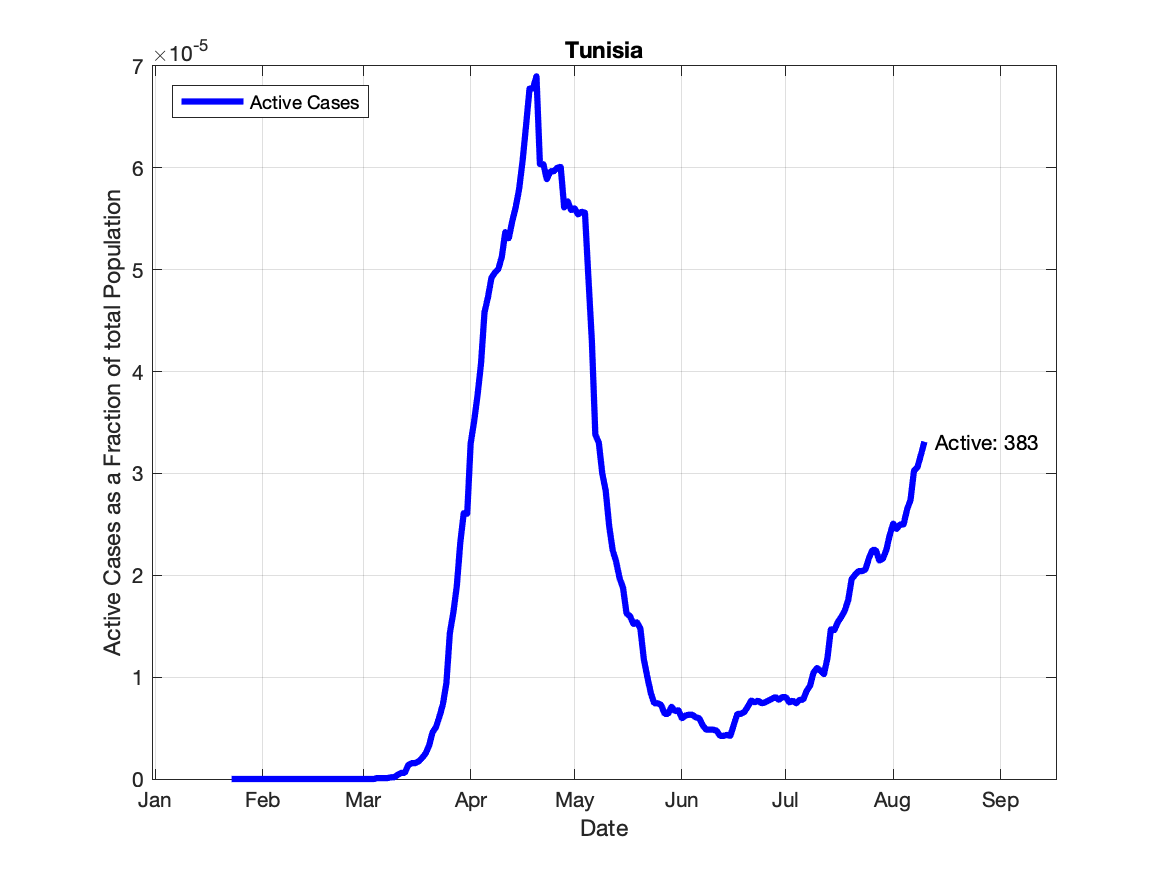 Tunisia
×10-5
7
6
5
4
3
2
1
0
Active Cases as a Fraction of total Population
Active Cases
Active: 383
Jan Feb Mar Apr May Jun Jul Aug Sep
Date